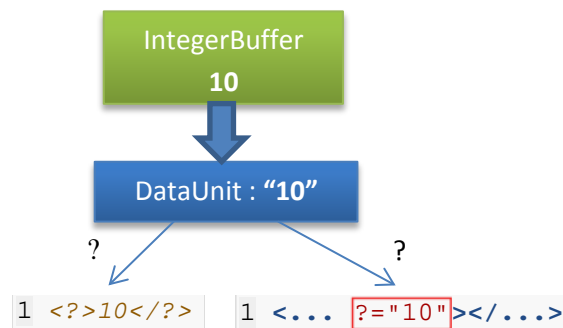 IntegerBuffer
10
DataUnit : “10”
? ?
1 <?>10</?> 1 <... ?="10"></...>